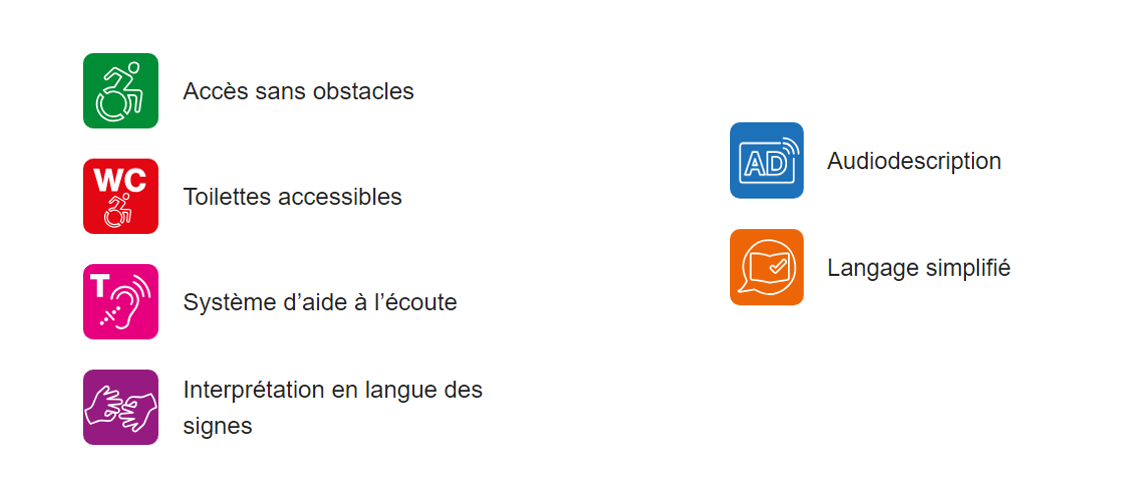 Accès sans obstacles
WC
Toilettes accessibles
T
Système d’aide à l’écoute
Interprétation en langue des
signes
AD
Audiodescription
Langage simplifié